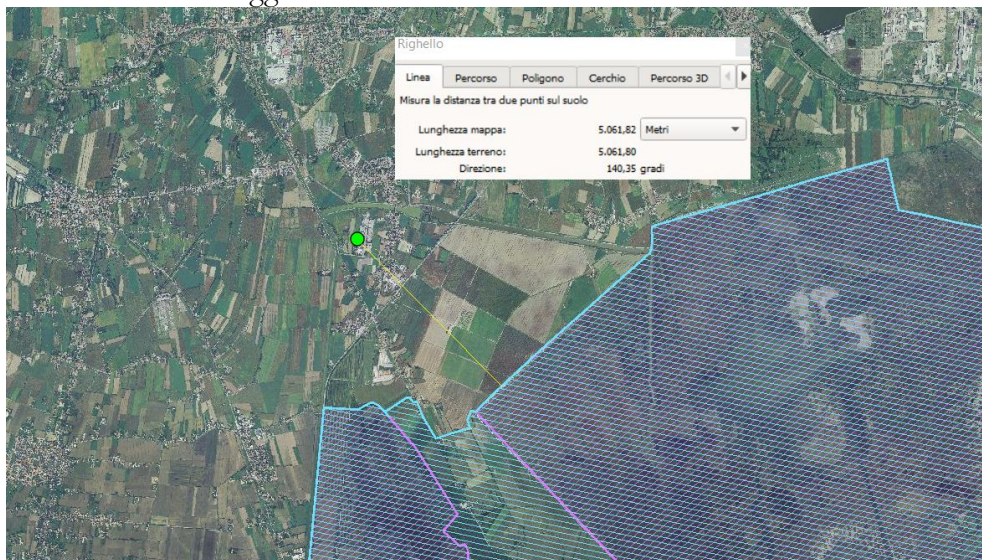 Righello
Linea Percorso Poligono Cerchio Percorso 3D
Misura la distanza tra due punti sul suolo
Lunghezza mappa: 5.061,82 Metri
Lunghezza terreno: 5.061,80
Direzione: 140,35 gradi